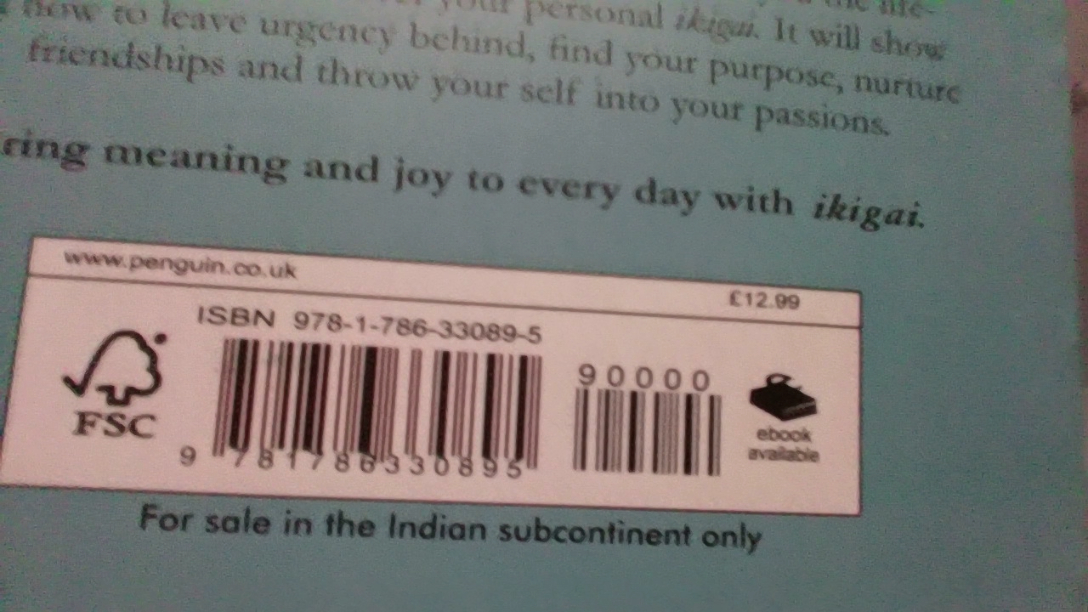 your personal ikigai. It will show
how to leave urgency behind, find your purpose, nurture
friendships and throw your self into your passions.
ring meaning and joy to every day with ikigai.
www.penguin.co.uk
£12.99
ISBN 978-1-786-33089-5
90000
FSC
ebook
available
9 781786 330895
For sale in the Indian subcontinent only